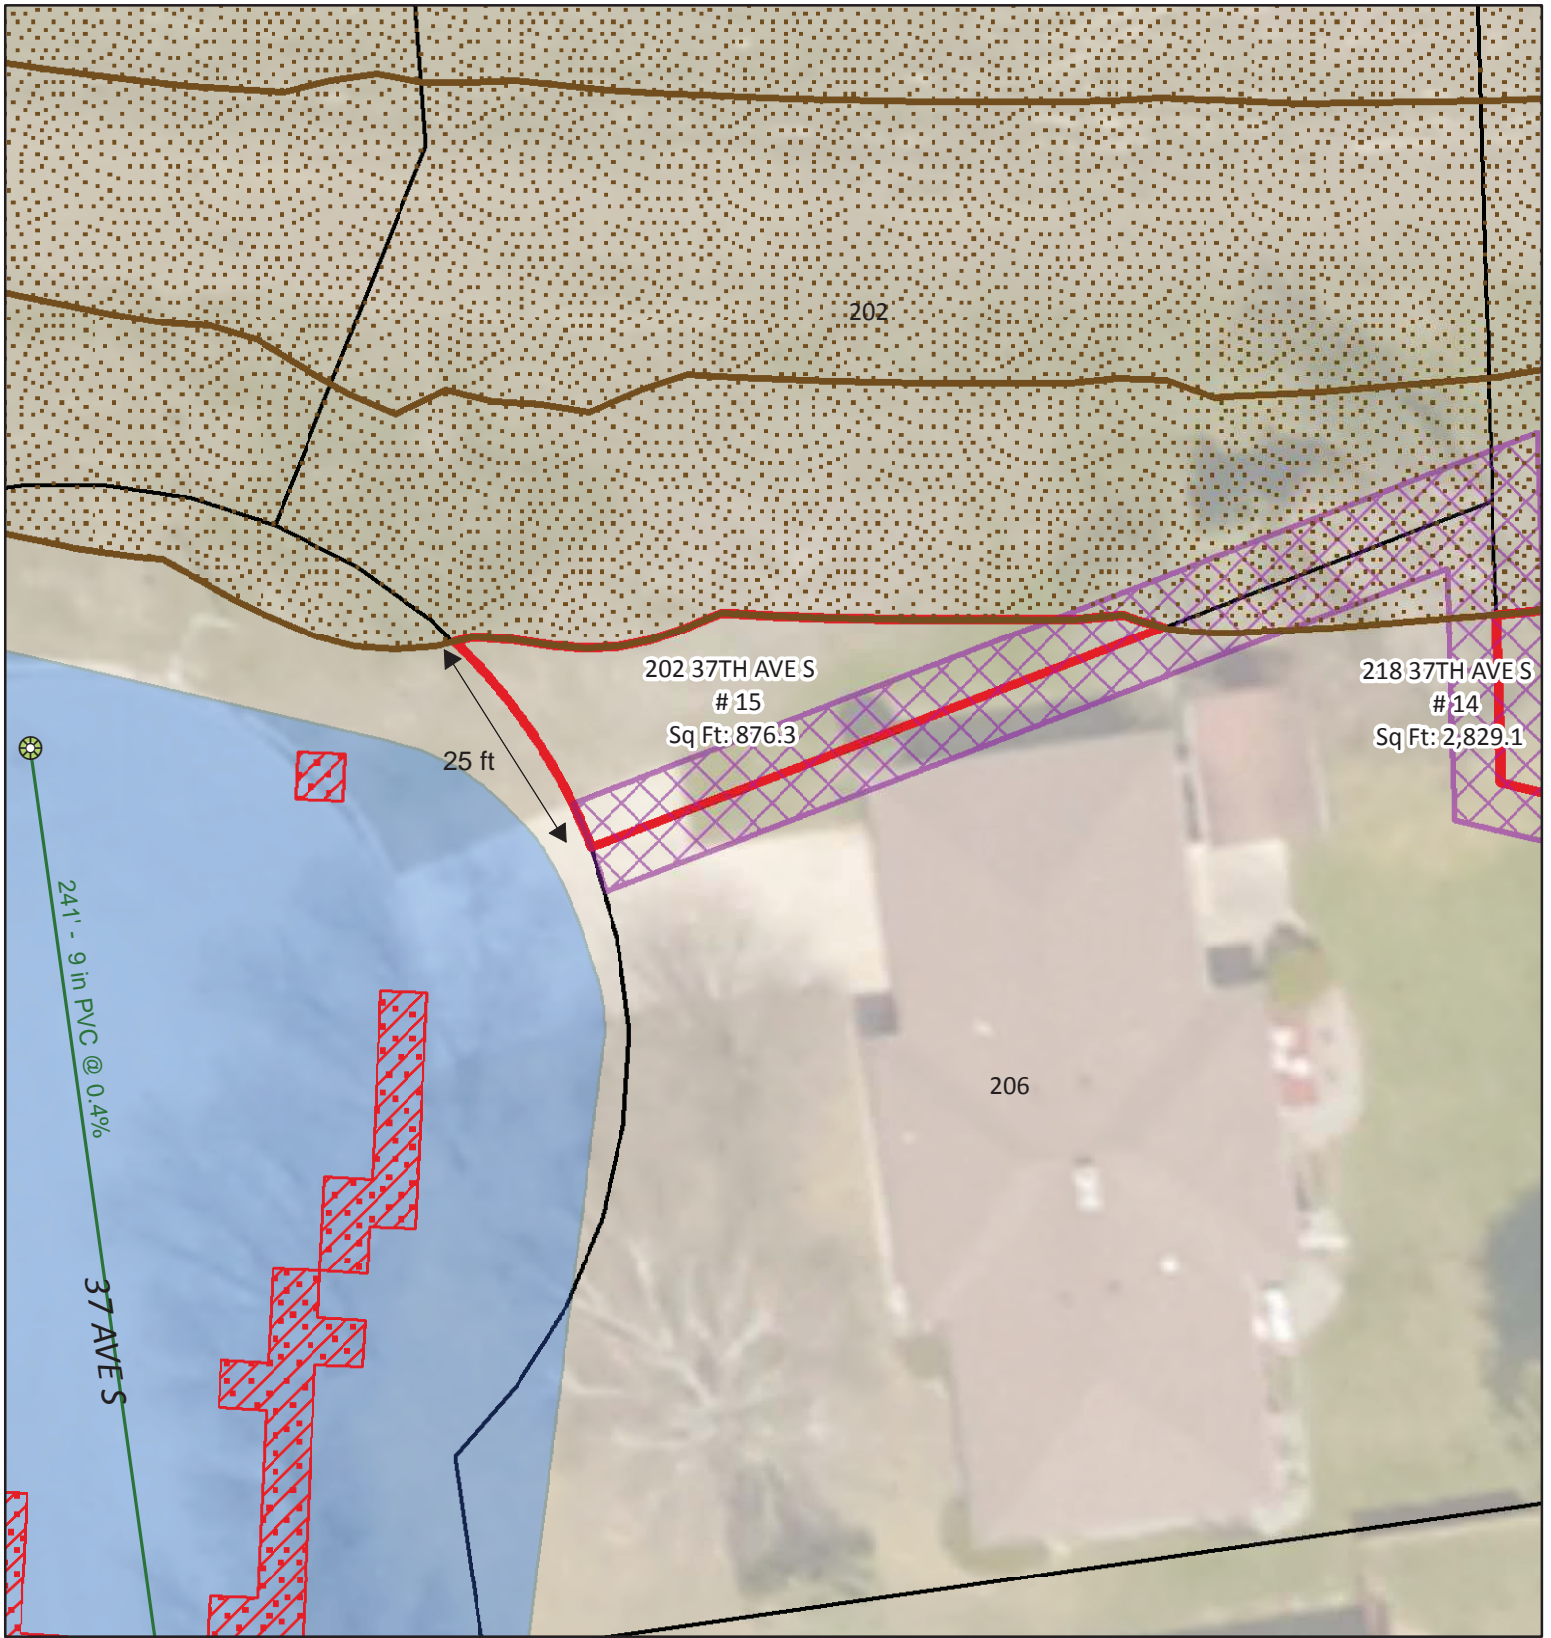 202
202 37TH AVE S
# 15
Sq Ft: 876.3
218 37TH AVE S
# 14
Sq Ft: 2,829.1
25 ft
241' - 9 in PVC @ 0.4%
206
37 AVE S